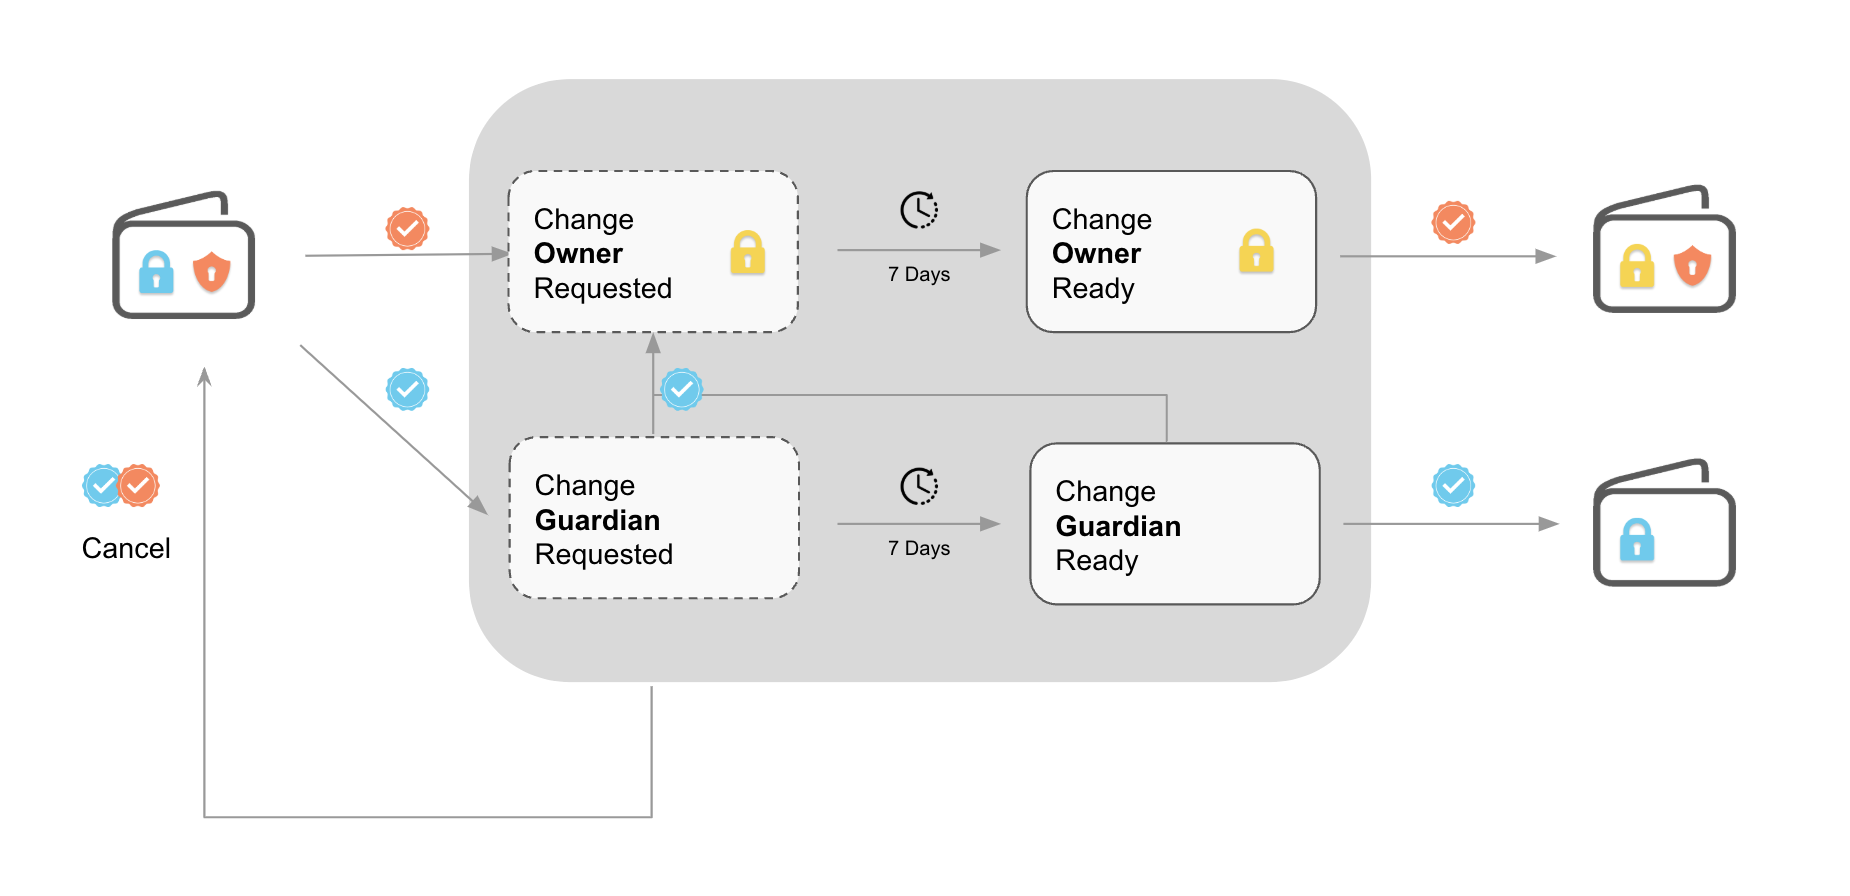 Change
Owner
Requested
7 Days
Change
Owner
Ready
Change
Guardian
Requested
7 Days
Change
Guardian
Ready
Cancel